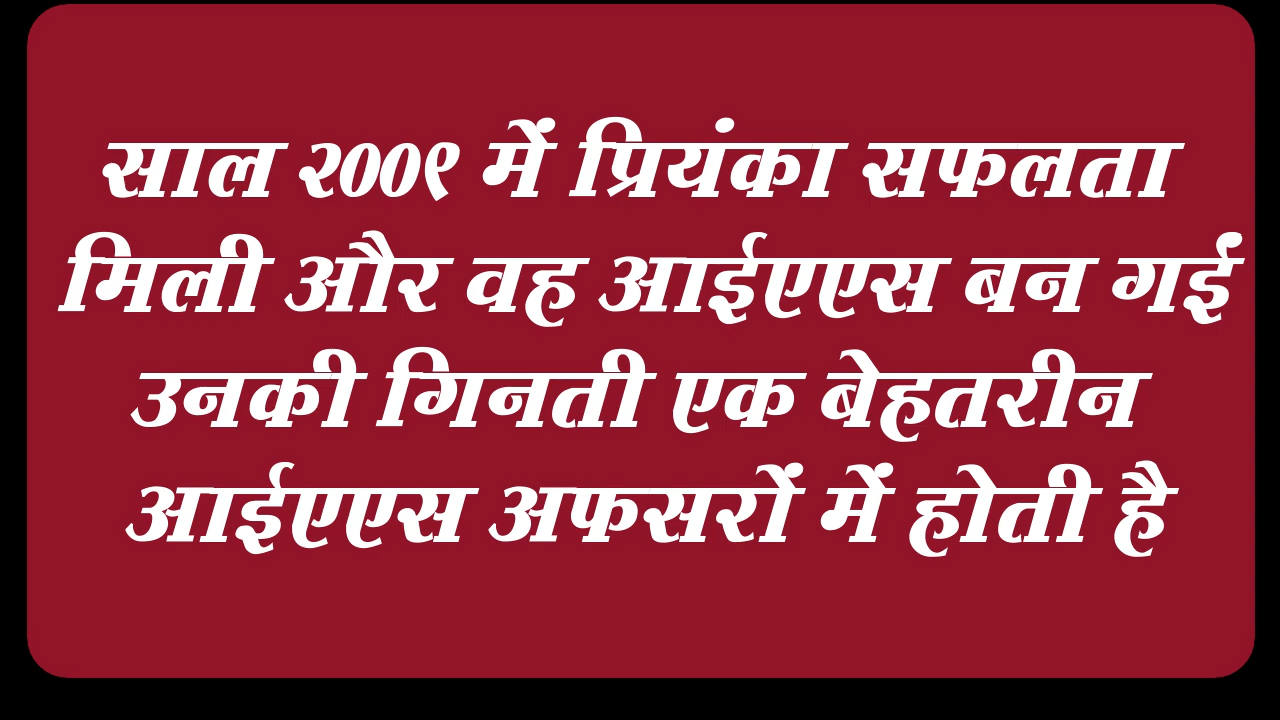 साल २००९ में प्रियंका सफलता
मिली और वह आईएएस बन गईं
उनकी गिनती एक बेहतरीन
आईएएस अफसरों में होती है